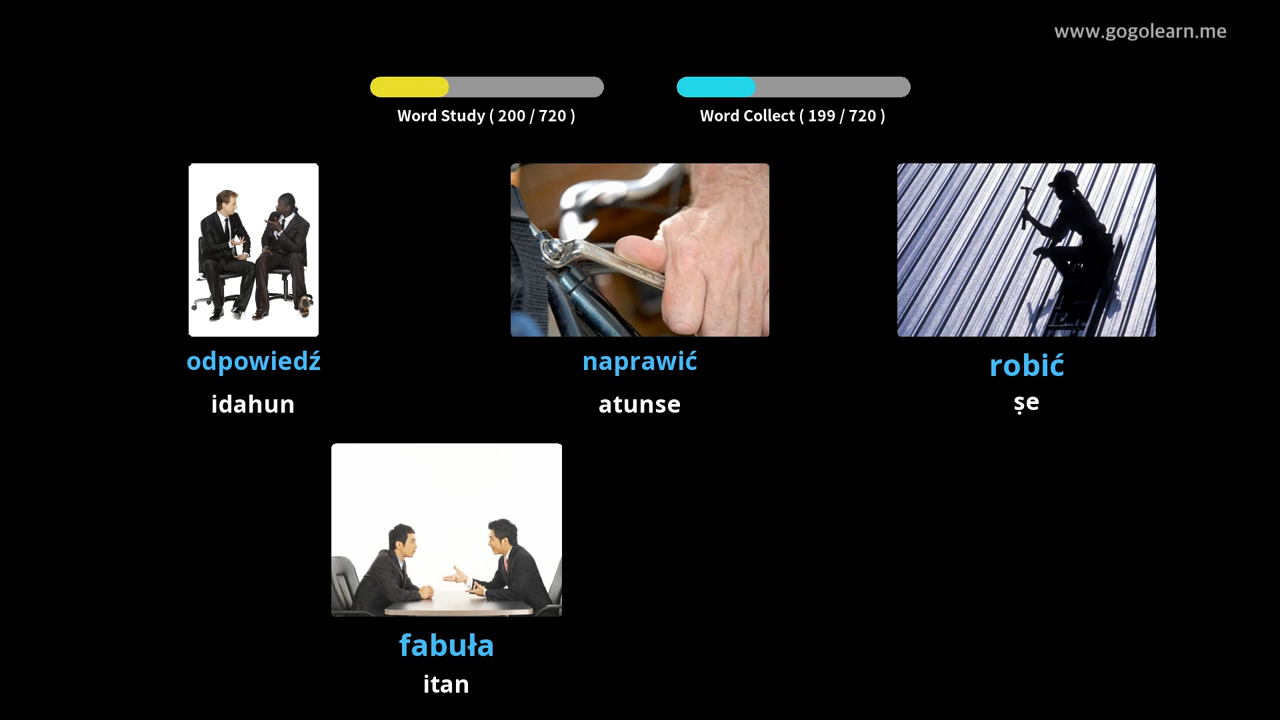 www.gogolearn.me
Word Study ( 200 / 720 )
Word Collect ( 199 / 720 )
odpowiedź
idahun
naprawić
atunse
robić
ṣe
fabuła
itan